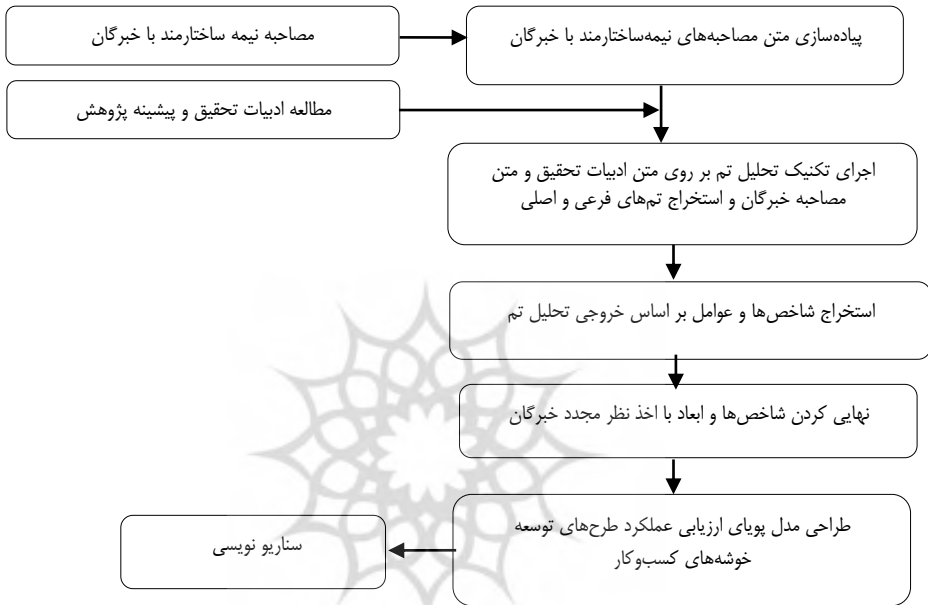 مصاحبه نیمه ساختارمند با خبرگان
پیاده‌سازی متن مصاحبه‌های نیمه‌ساختارمند با خبرگان
مطالعه ادبیات تحقیق و پیشینه پژوهش
اجرای تکنیک تحلیل تم بر روی متن ادبیات تحقیق و متن
مصاحبه خبرگان و استخراج تم‌های فرعی و اصلی
استخراج شاخص‌ها و عوامل بر اساس خروجی تحلیل تم
نهایی کردن شاخص‌ها و ابعاد با اخذ نظر مجدد خبرگان
طراحی مدل پویای ارزیابی عملکرد طرح‌های توسعه
خوشه‌های کسب‌وکار
سناریو نویسی